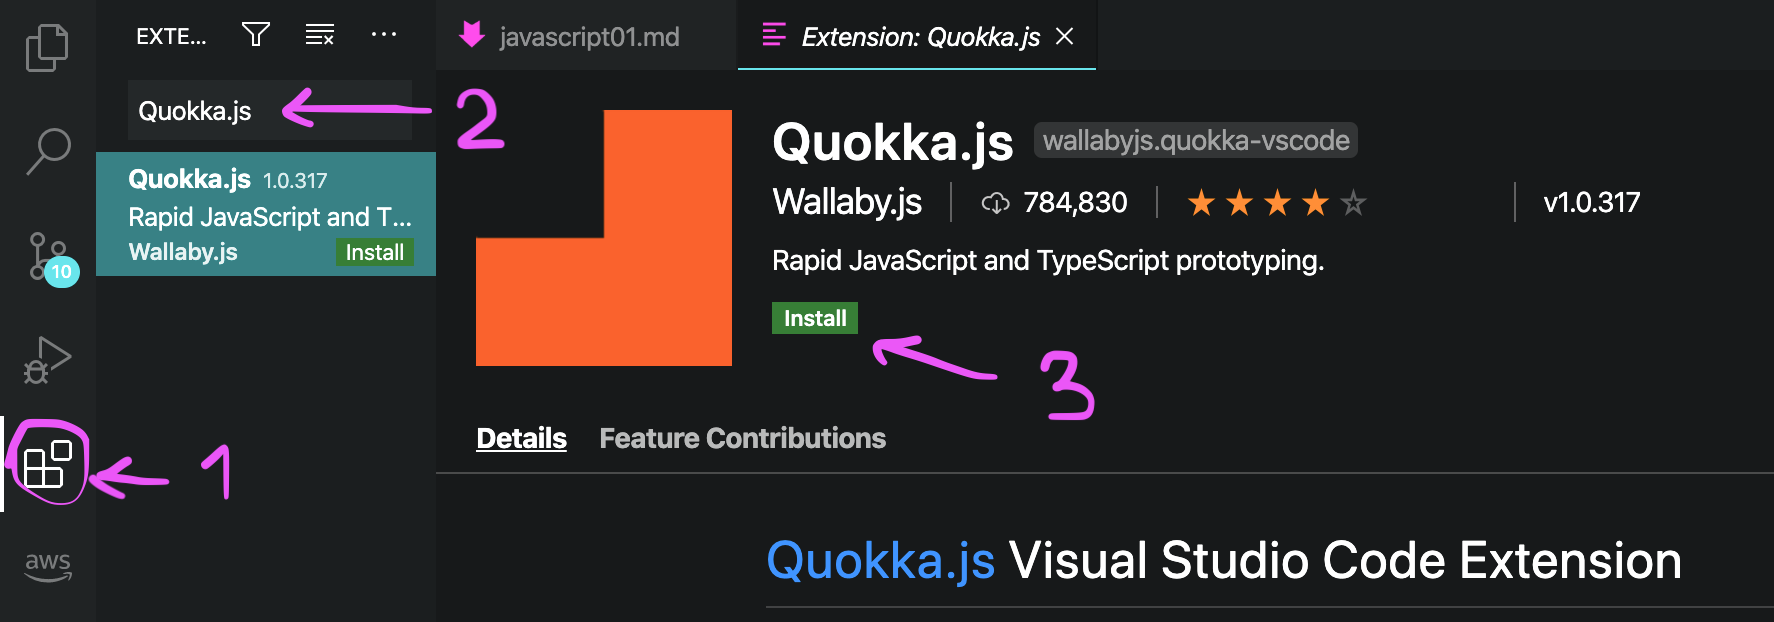 EXTE...
javascript01.md
Extension: Quokka.js
Quokka.js
2
Quokka.js 1.0.317
Rapid JavaScript and T...
Wallaby.js Install
10
Quokka.js wallabyjs.quokka-vscode
Wallaby.js 784,830 v1.0.317
Rapid JavaScript and TypeScript prototyping.
Install
3
Details Feature Contributions
1
aws
Quokka.js Visual Studio Code Extension